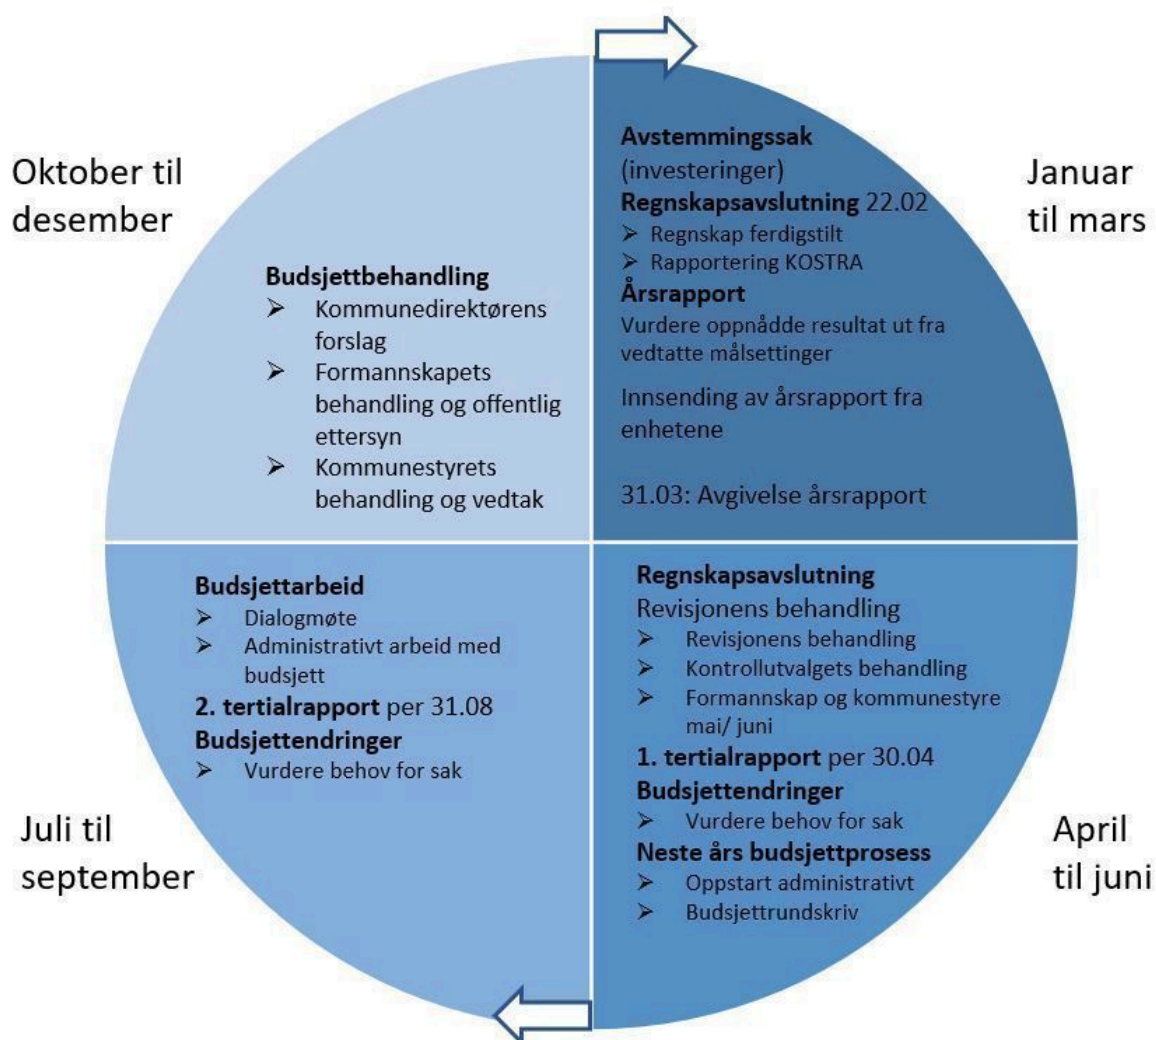 Oktober til
desember
Budsjettbehandling
➢ Kommunedirektørens
forslag
➢ Formannskapets
behandling og offentlig
ettersyn
➢ Kommunestyrets
behandling og vedtak
Januar
til mars
Avstemmingssak
(investeringer)
Regnskapsavslutning 22.02
➢ Regnskap ferdigstilt
➢ Rapportering KOSTRA
Årsrapport
Vurdere oppnådde resultat ut fra
vedtatte målsettinger
Innsending av årsrapport fra
enhetene
31.03: Avgivelse årsrapport
Juli til
september
Budsjettarbeid
➢ Dialogmøte
➢ Administrativt arbeid med
budsjett
2. tertialrapport per 31.08
Budsjettendringer
➢ Vurdere behov for sak
April
til juni
Regnskapsavslutning
Revisjonens behandling
➢ Revisjonens behandling
➢ Kontrollutvalgets behandling
➢ Formannskap og kommunestyre
mai/ juni
1. tertialrapport per 30.04
Budsjettendringer
➢ Vurdere behov for sak
Neste års budsjettprosess
➢ Oppstart administrativt
➢ Budsjettrundskriv